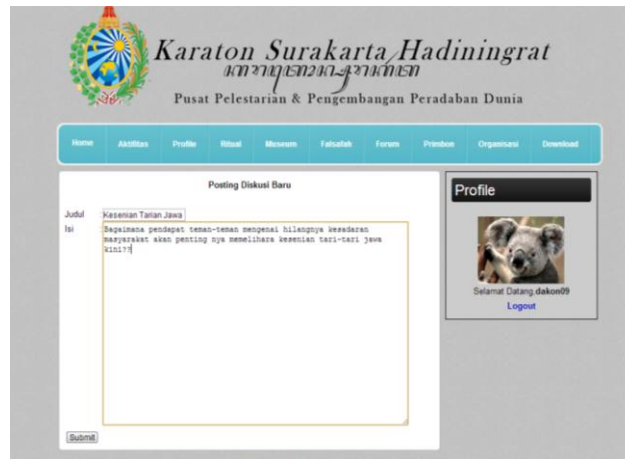 Karaton Surakarta Hadiningrat
Pusat Pelestarian & Pengembangan Peradaban Dunia
Home Aktifitas Profile Ritual Museum Falsafah Forum Primbon Organisasi Download
Posting Diskusi Baru
Profile
Judul :Kesenian Tarian Jawa
Isi :Bagaimana pendapat teman-teman mengenai hilangnya kesadaran
masyarakat akan penting nya memelihara kesenian tari-tari jawa
kini??
Selamat Datang,dakon09
Logout
Submit